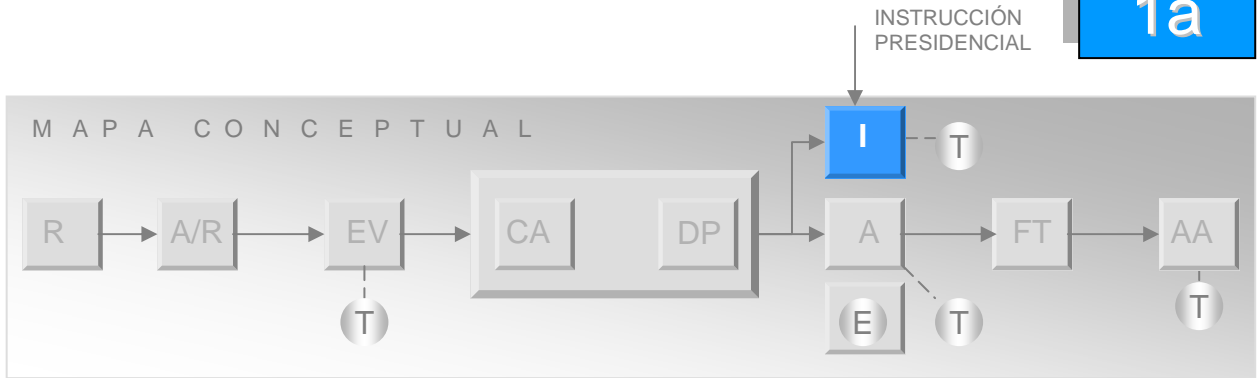 INSTRUCCIÓN
PRESIDENCIAL
1a
MAPA CONCEPTUAL
I
T
R
A/R
EV
CA
DP
A
FT
AA
T
E
T
T